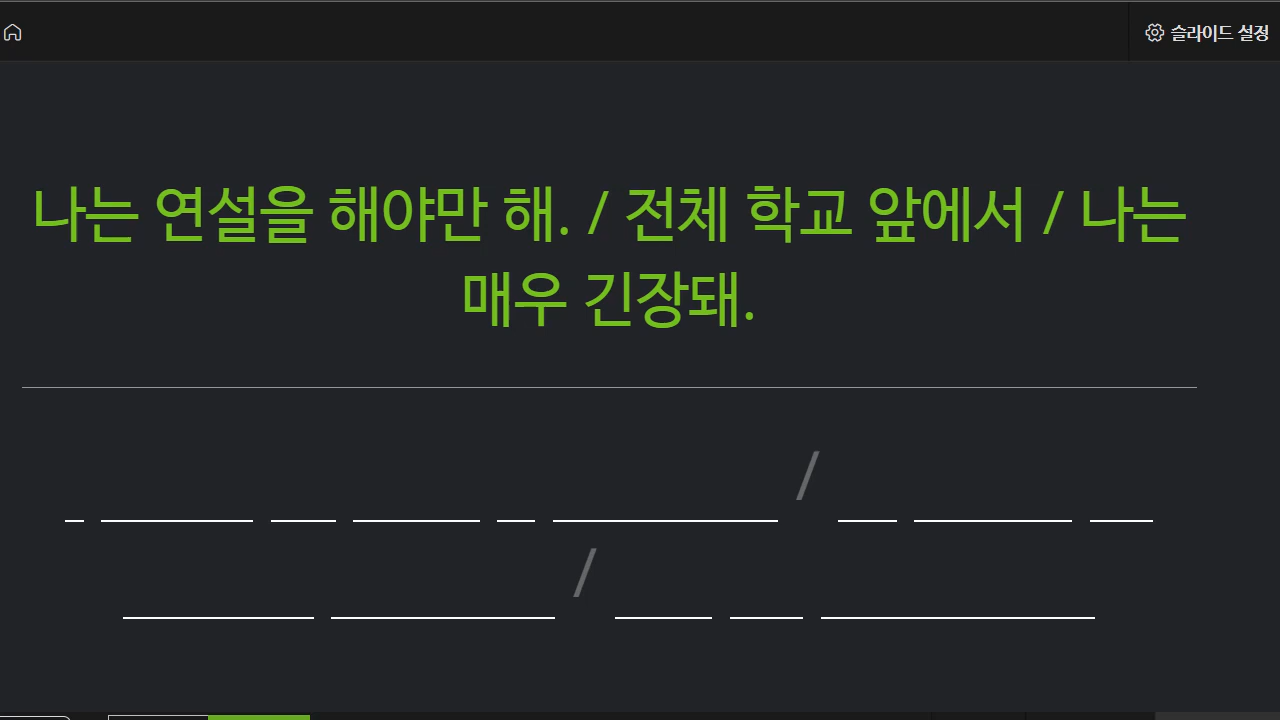 슬라이드 설정
나는 연설을 해야만 해. / 전체 학교 앞에서 / 나는
매우 긴장돼.
/
/